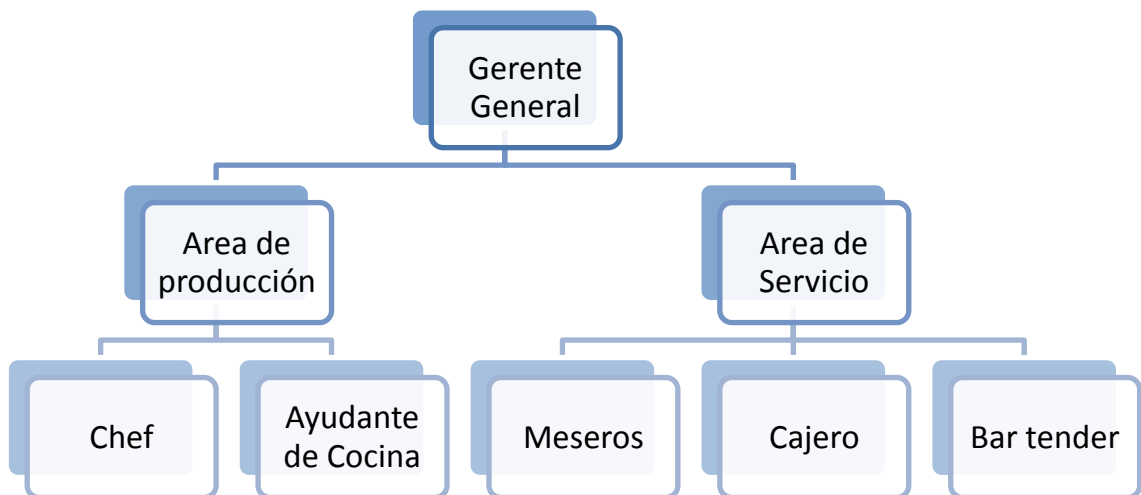 Gerente
General
Area de
producción
Area de
Servicio
Chef
Ayudante
de Cocina
Meseros
Cajero
Bar tender